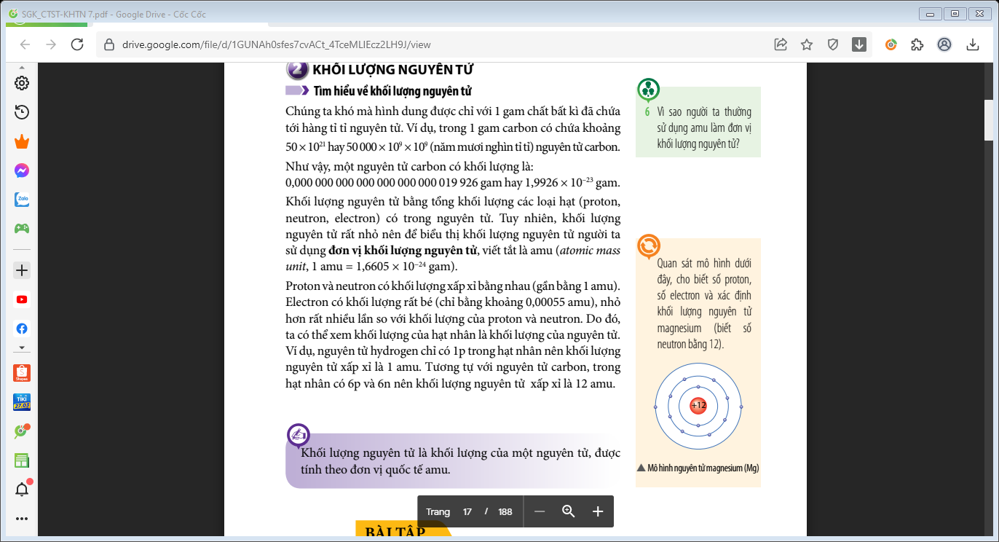 SGK_CTST-KHTN 7.pdf - Google Drive - Cốc Cốc
drive.google.com/file/d/1GUNAh0sfes7cvACt_4TceMLIEcz2LH9J/view
2 KHỐI LƯỢNG NGUYÊN TỬ
Tìm hiểu về khối lượng nguyên tử
Chúng ta khó mà hình dung được chỉ với 1 gam chất bất kì đã chứa
tới hàng tỉ tỉ nguyên tử. Ví dụ, trong 1 gam carbon có chứa khoảng
50 × 10²¹ hay 50 000 × 10⁹ × 10⁹ (năm mươi nghìn tỉ tỉ) nguyên tử carbon.
Như vậy, một nguyên tử carbon có khối lượng là:
0,000 000 000 000 000 000 000 019 926 gam hay 1,9926 × 10⁻²³ gam.
Khối lượng nguyên tử bằng tổng khối lượng các loại hạt (proton,
neutron, electron) có trong nguyên tử. Tuy nhiên, khối lượng
nguyên tử rất nhỏ nên để biểu thị khối lượng nguyên tử người ta
sử dụng đơn vị khối lượng nguyên tử, viết tắt là amu (atomic mass
unit, 1 amu = 1,6605 × 10⁻²⁴ gam).
Proton và neutron có khối lượng xấp xỉ bằng nhau (gần bằng 1 amu).
Electron có khối lượng rất bé (chỉ bằng khoảng 0,00055 amu), nhỏ
hơn rất nhiều lần so với khối lượng của proton và neutron. Do đó,
ta có thể xem khối lượng của hạt nhân là khối lượng của nguyên tử.
Ví dụ, nguyên tử hydrogen chỉ có 1p trong hạt nhân nên khối lượng
nguyên tử xấp xỉ là 1 amu. Tương tự với nguyên tử carbon, trong
hạt nhân có 6p và 6n nên khối lượng nguyên tử xấp xỉ là 12 amu.
Khối lượng nguyên tử là khối lượng của một nguyên tử, được
tính theo đơn vị quốc tế amu.
6 Vì sao người ta thường
sử dụng amu làm đơn vị
khối lượng nguyên tử?
Quan sát mô hình dưới
đây, cho biết số proton,
số electron và xác định
khối lượng nguyên tử
magnesium (biết số
neutron bằng 12).
+12
▲ Mô hình nguyên tử magnesium (Mg)
Trang 17 / 188
BÀI TẬP
Zalo
Shopee
TIKI